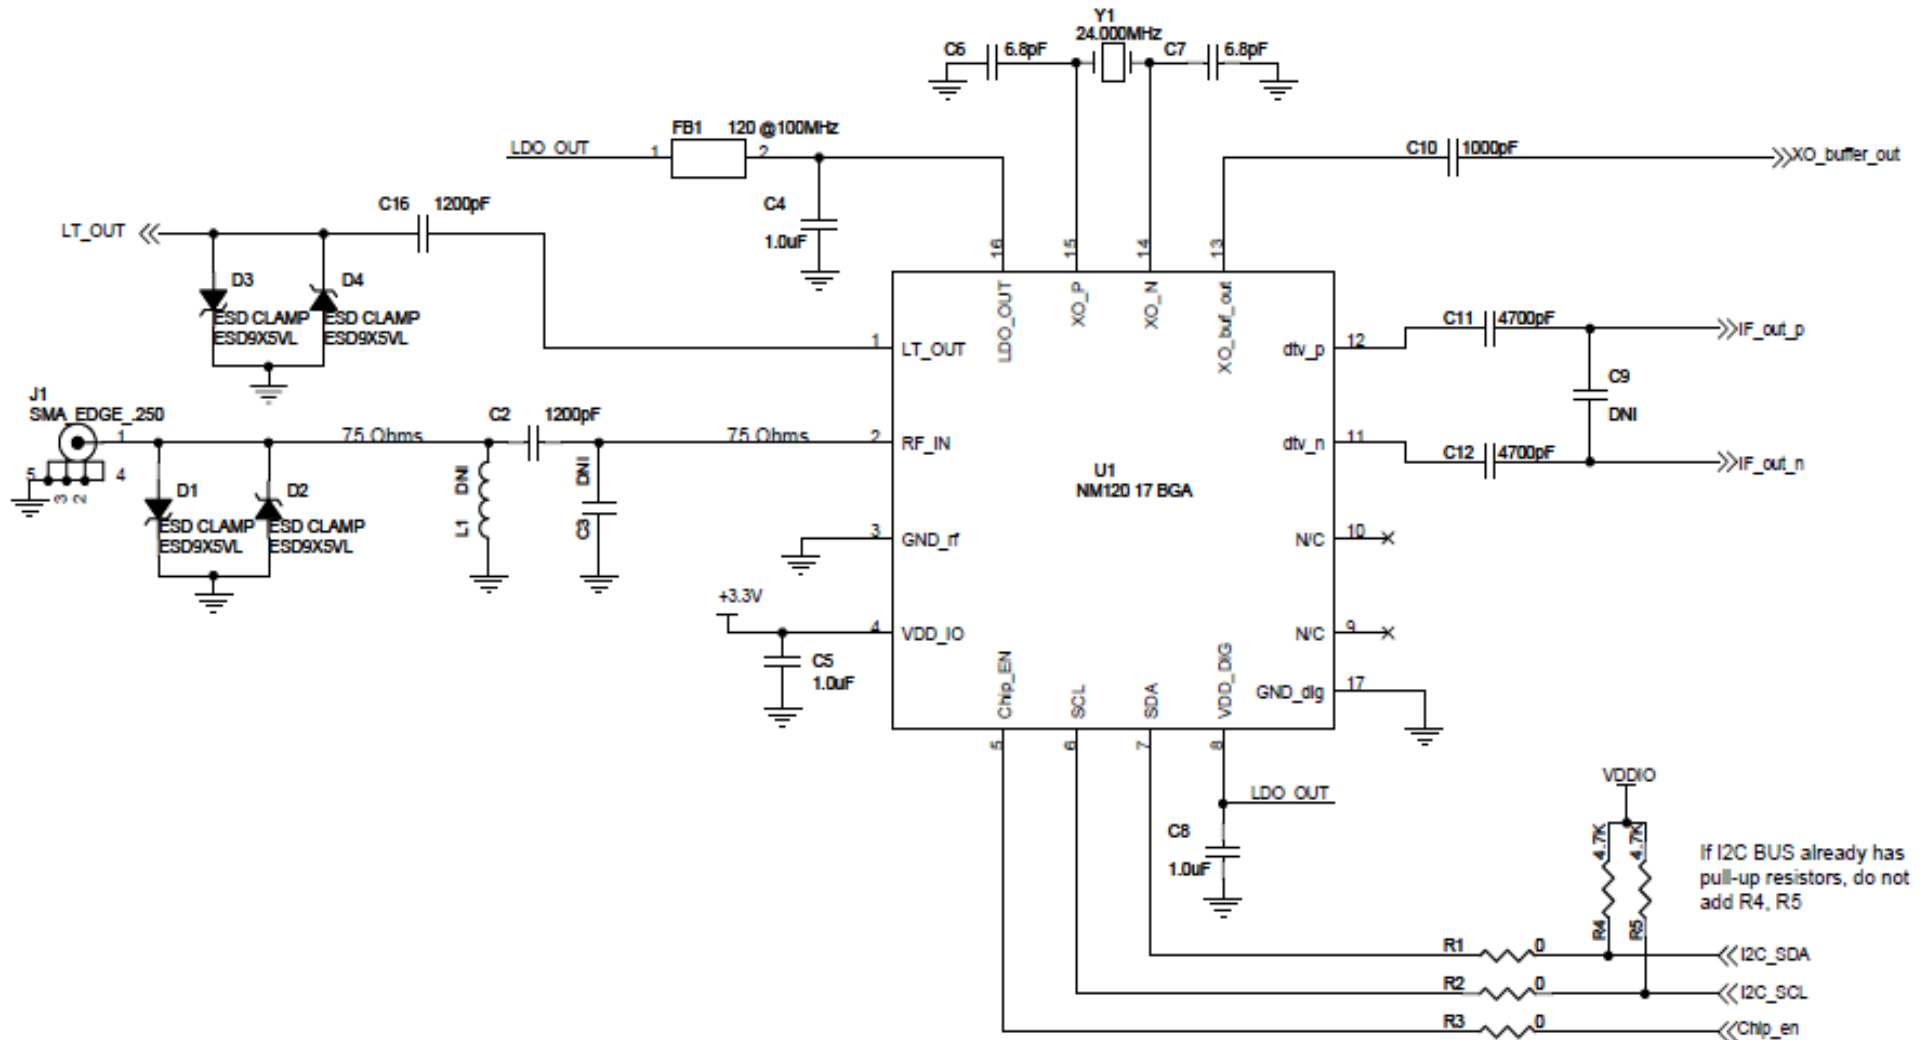 Y1
24.000MHz
C6 6.8pF
C7 6.8pF
FB1 120 @100MHz
LDO_OUT 1 2
C10 1000pF
XO_buffer_out
C16 1200pF
C4
1.0uF
LT_OUT
16 15 14 13
D3 D4
ESD CLAMP ESD CLAMP
ESD9X5VL ESD9X5VL
LDO_OUT XO_P XO_N XO_buf_out
1 LT_OUT
dtv_p 12
C11 4700pF
IF_out_p
C9
DNI
J1
SMA_EDGE_.250
1
75 Ohms
C2 1200pF
75 Ohms
2 RF_IN
dtv_n 11
C12 4700pF
IF_out_n
5 3 2 4
D1 D2
ESD CLAMP ESD CLAMP
ESD9X5VL ESD9X5VL
L1 DNI
C3 DNI
U1
NM120 17 BGA
3 GND_rf
N/C 10
+3.3V
4 VDD_IO
N/C 9
C5
1.0uF
GND_dig 17
Chip_EN SCL SDA VDD_DIG
5 6 7 8
LDO_OUT
C8
1.0uF
VDDIO
4.7K 4.7K
R4 R5
If I2C BUS already has
pull-up resistors, do not
add R4, R5
R1 0 I2C_SDA
R2 0 I2C_SCL
R3 0 Chip_en